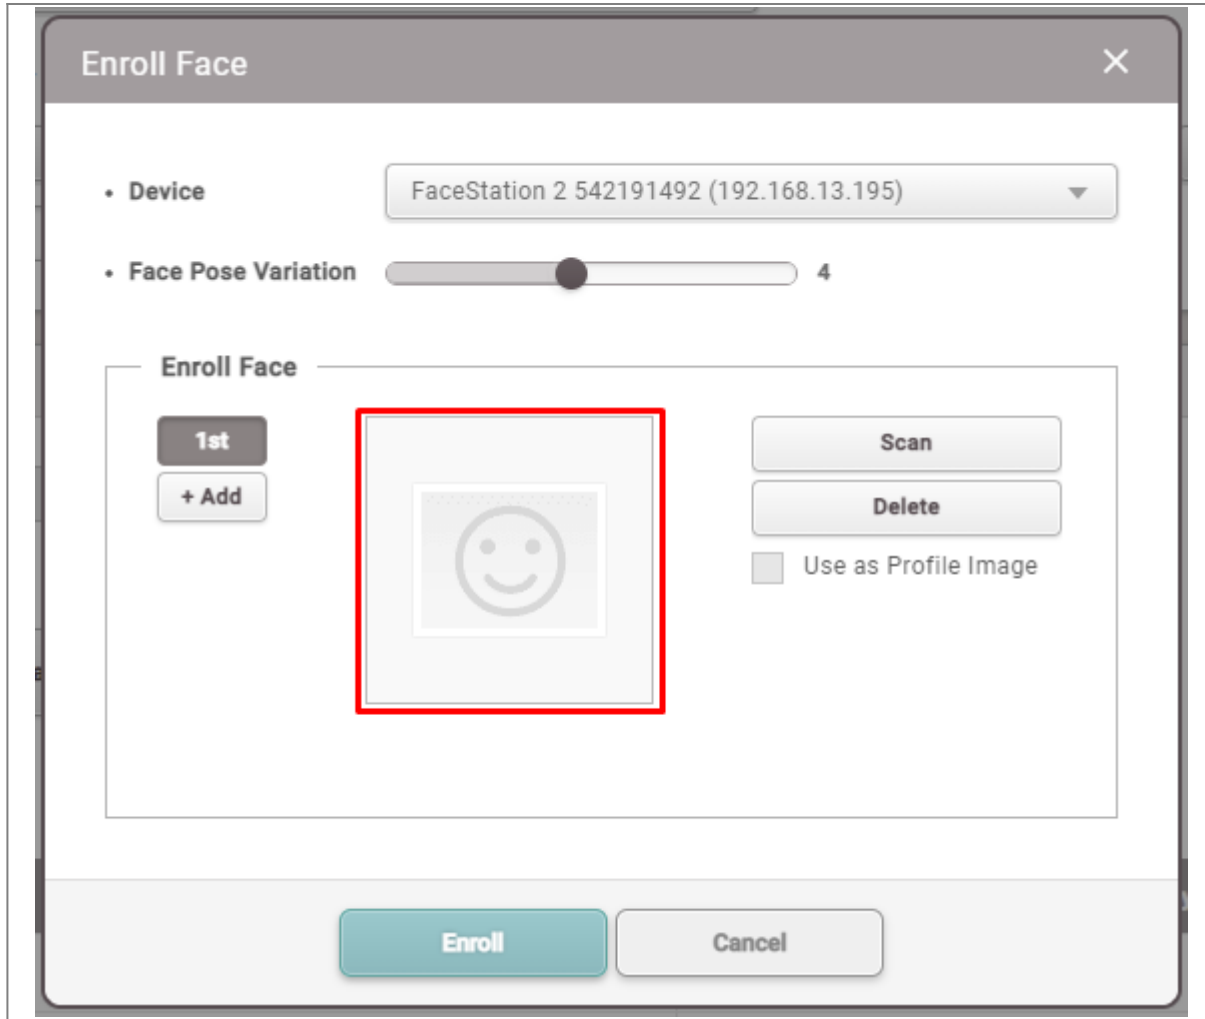 Enroll Face
• Device
FaceStation 2 542191492 (192.168.13.195)
• Face Pose Variation
4
Enroll Face
1st
+ Add
Scan
Delete
Use as Profile Image
Enroll
Cancel